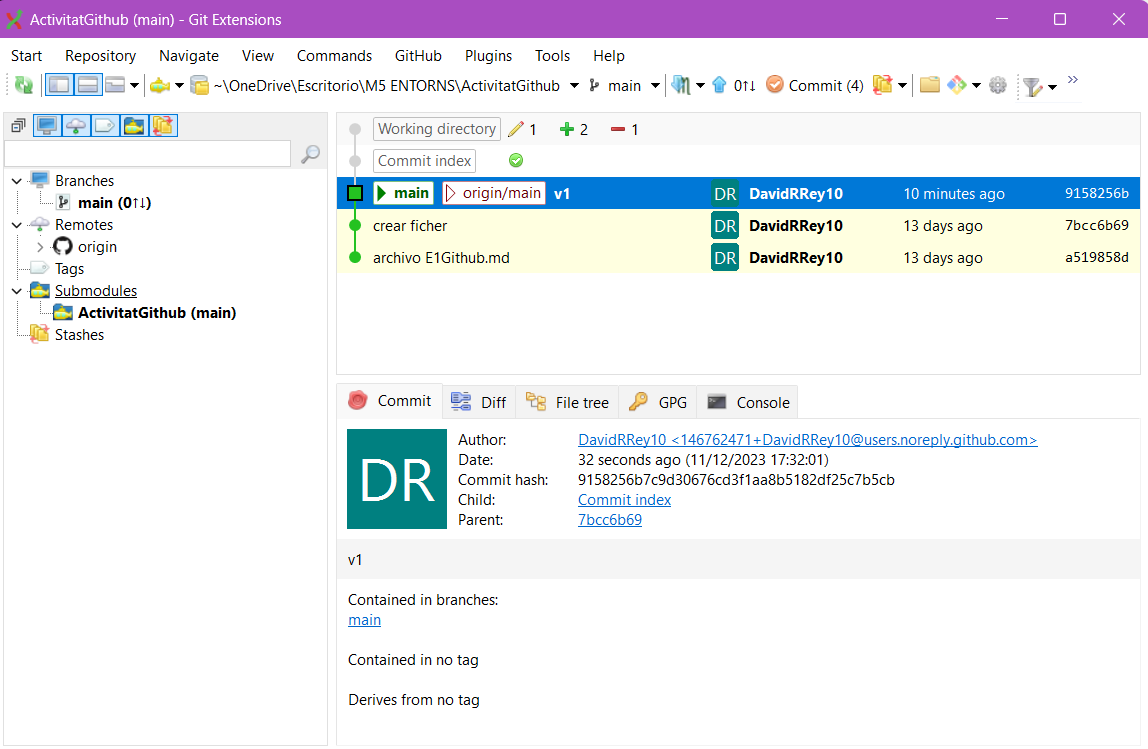 ActivitatGithub (main) - Git Extensions
Start Repository Navigate View Commands GitHub Plugins Tools Help
~\OneDrive\Escritorio\M5 ENTORNS\ActivitatGithub main 0↑↓ Commit (4)
Branches
main (0↑↓)
Remotes
origin
Tags
Submodules
ActivitatGithub (main)
Stashes
Working directory 1 2 1
Commit index
main origin/main v1 DR DavidRRey10 10 minutes ago 9158256b
crear ficher DR DavidRRey10 13 days ago 7bcc6b69
archivo E1Github.md DR DavidRRey10 13 days ago a519858d
Commit Diff File tree GPG Console
DR
Author: DavidRRey10 <146762471+DavidRRey10@users.noreply.github.com>
Date: 32 seconds ago (11/12/2023 17:32:01)
Commit hash: 9158256b7c9d30676cd3f1aa8b5182df25c7b5cb
Child: Commit index
Parent: 7bcc6b69
v1
Contained in branches:
main
Contained in no tag
Derives from no tag